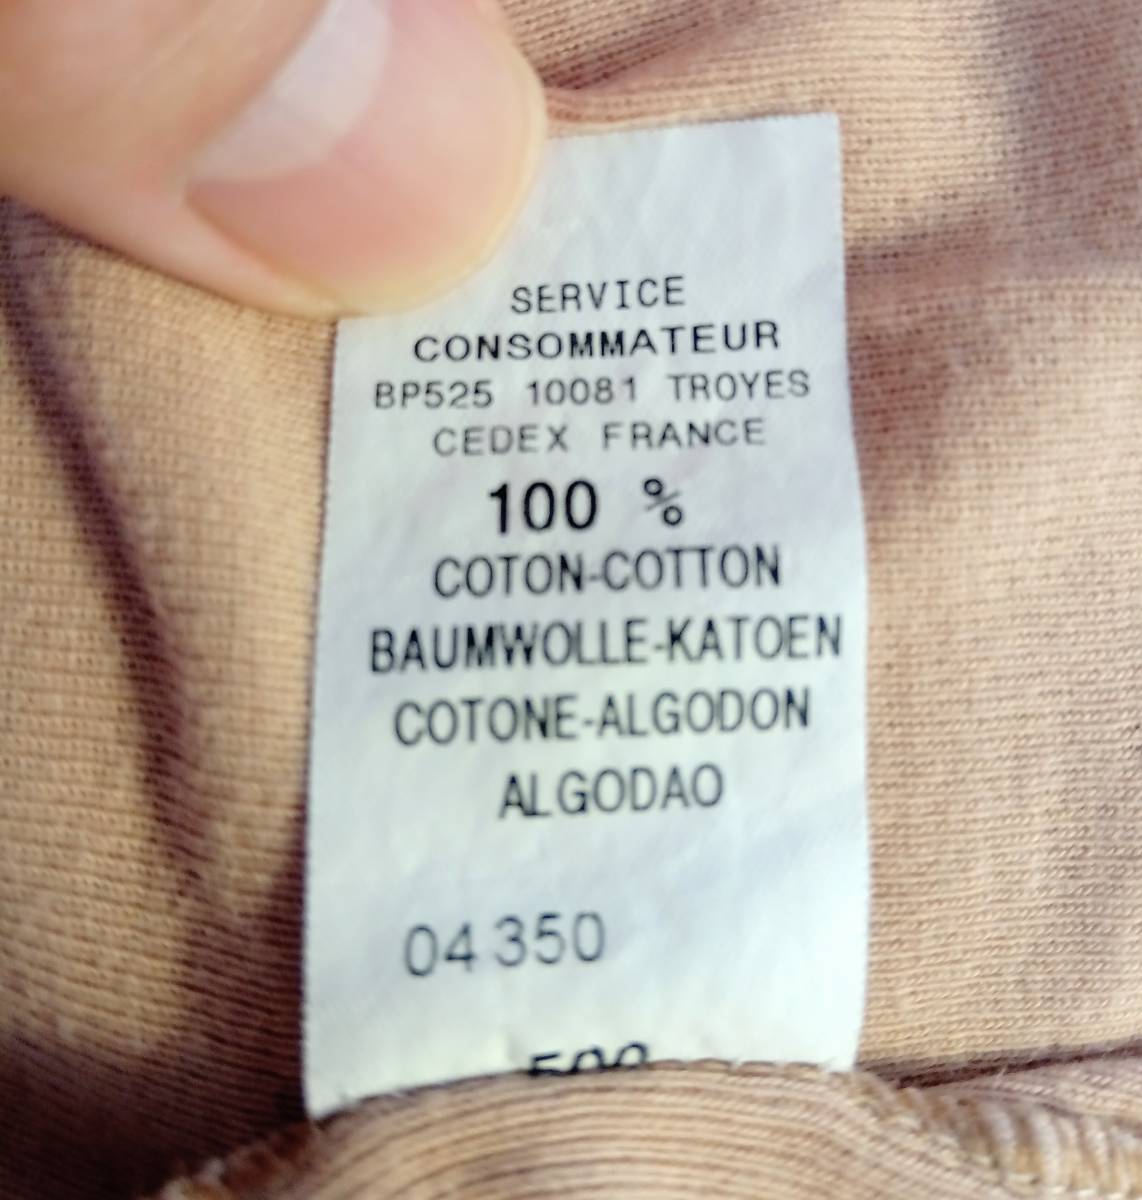 SERVICE
CONSOMMATEUR
BP525 10081 TROYES
CEDEX FRANCE
100 %
COTON-COTTON
BAUMWOLLE-KATOEN
COTONE-ALGODON
ALGODAO
04 350